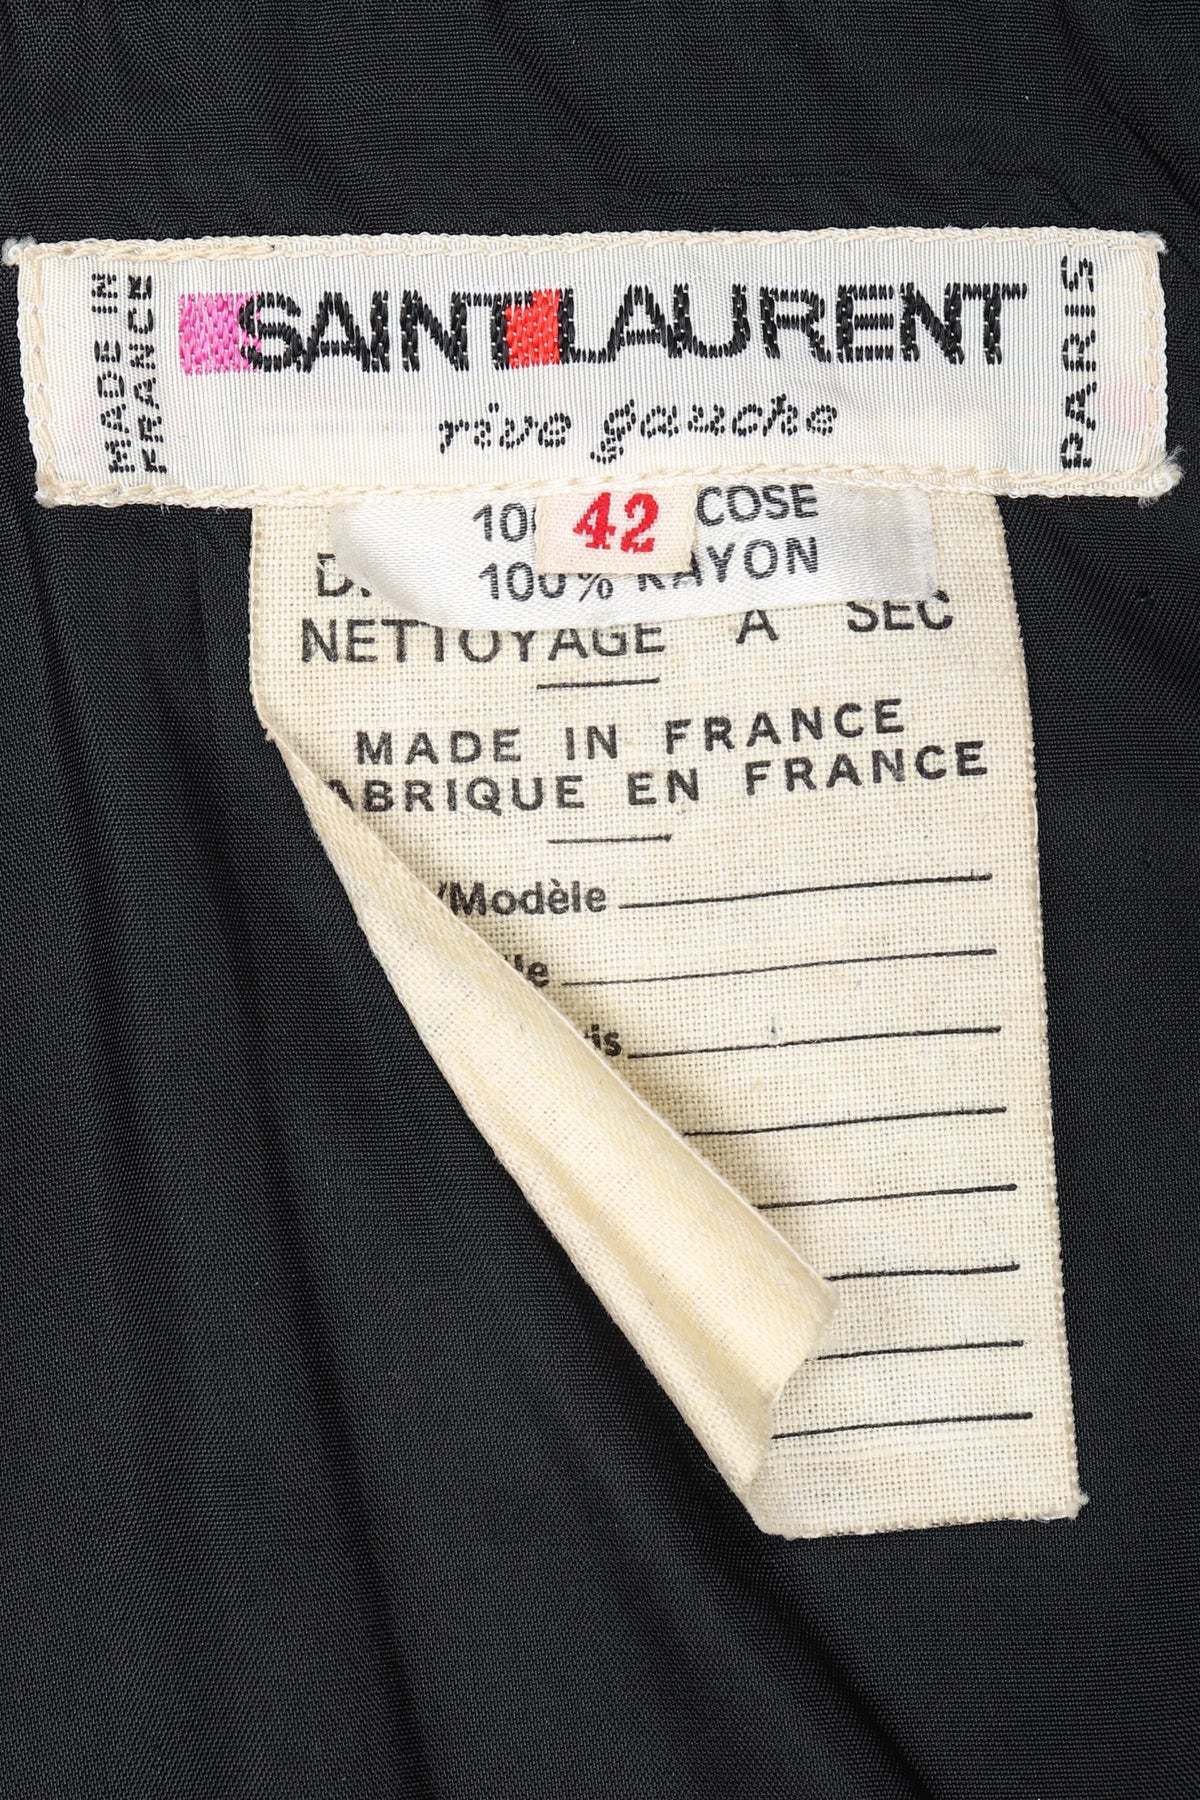 MADE IN
FRANCE
SAINT LAURENT
rive gauche
PARIS
42
COSE
100% RAYON
NETTOYAGE A SEC
MADE IN FRANCE
ABRIQUE EN FRANCE
/Modèle